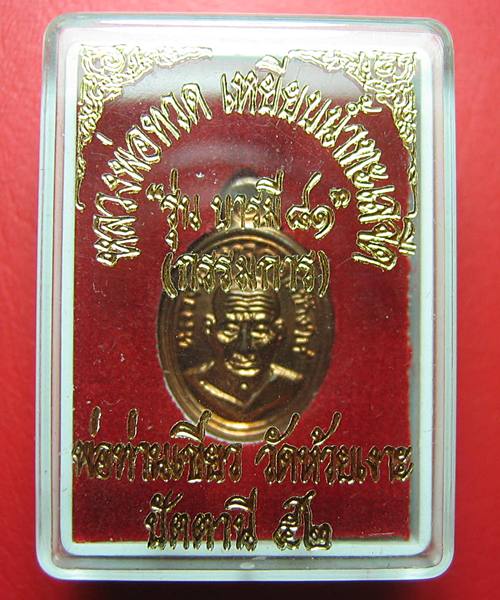 หลวงพ่อทวด เหยียบน้ำทะเลจืด
"รุ่น บารมี ๘๑"
(กรรมการ)
พ่อท่านเขียว วัดห้วยเงาะ
ปัตตานี ๕๒